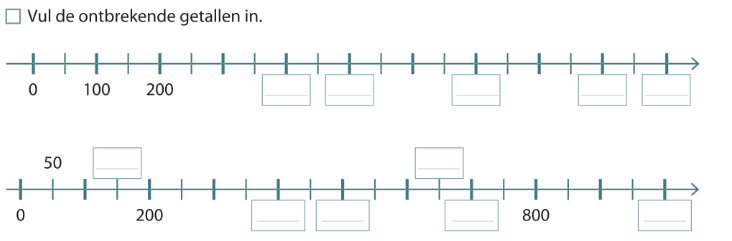 Vul de ontbrekende getallen in.
0 100 200
50
0 200 800